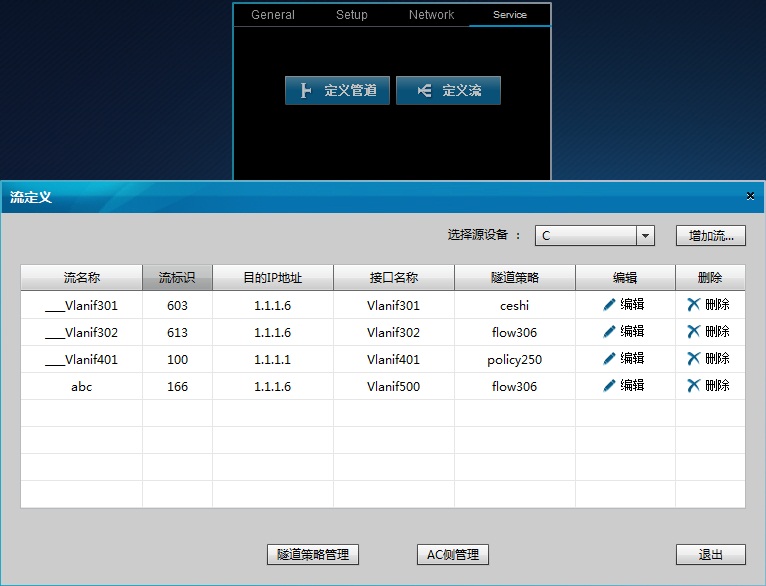 General Setup Network Service
定义管道 定义流
流定义
选择源设备 : C 增加流...
流名称 流标识 目的IP地址 接口名称 隧道策略 编辑 删除
___Vlanif301 603 1.1.1.6 Vlanif301 ceshi 编辑 删除
___Vlanif302 613 1.1.1.6 Vlanif302 flow306 编辑 删除
___Vlanif401 100 1.1.1.1 Vlanif401 policy250 编辑 删除
abc 166 1.1.1.6 Vlanif500 flow306 编辑 删除
隧道策略管理 AC侧管理 退出